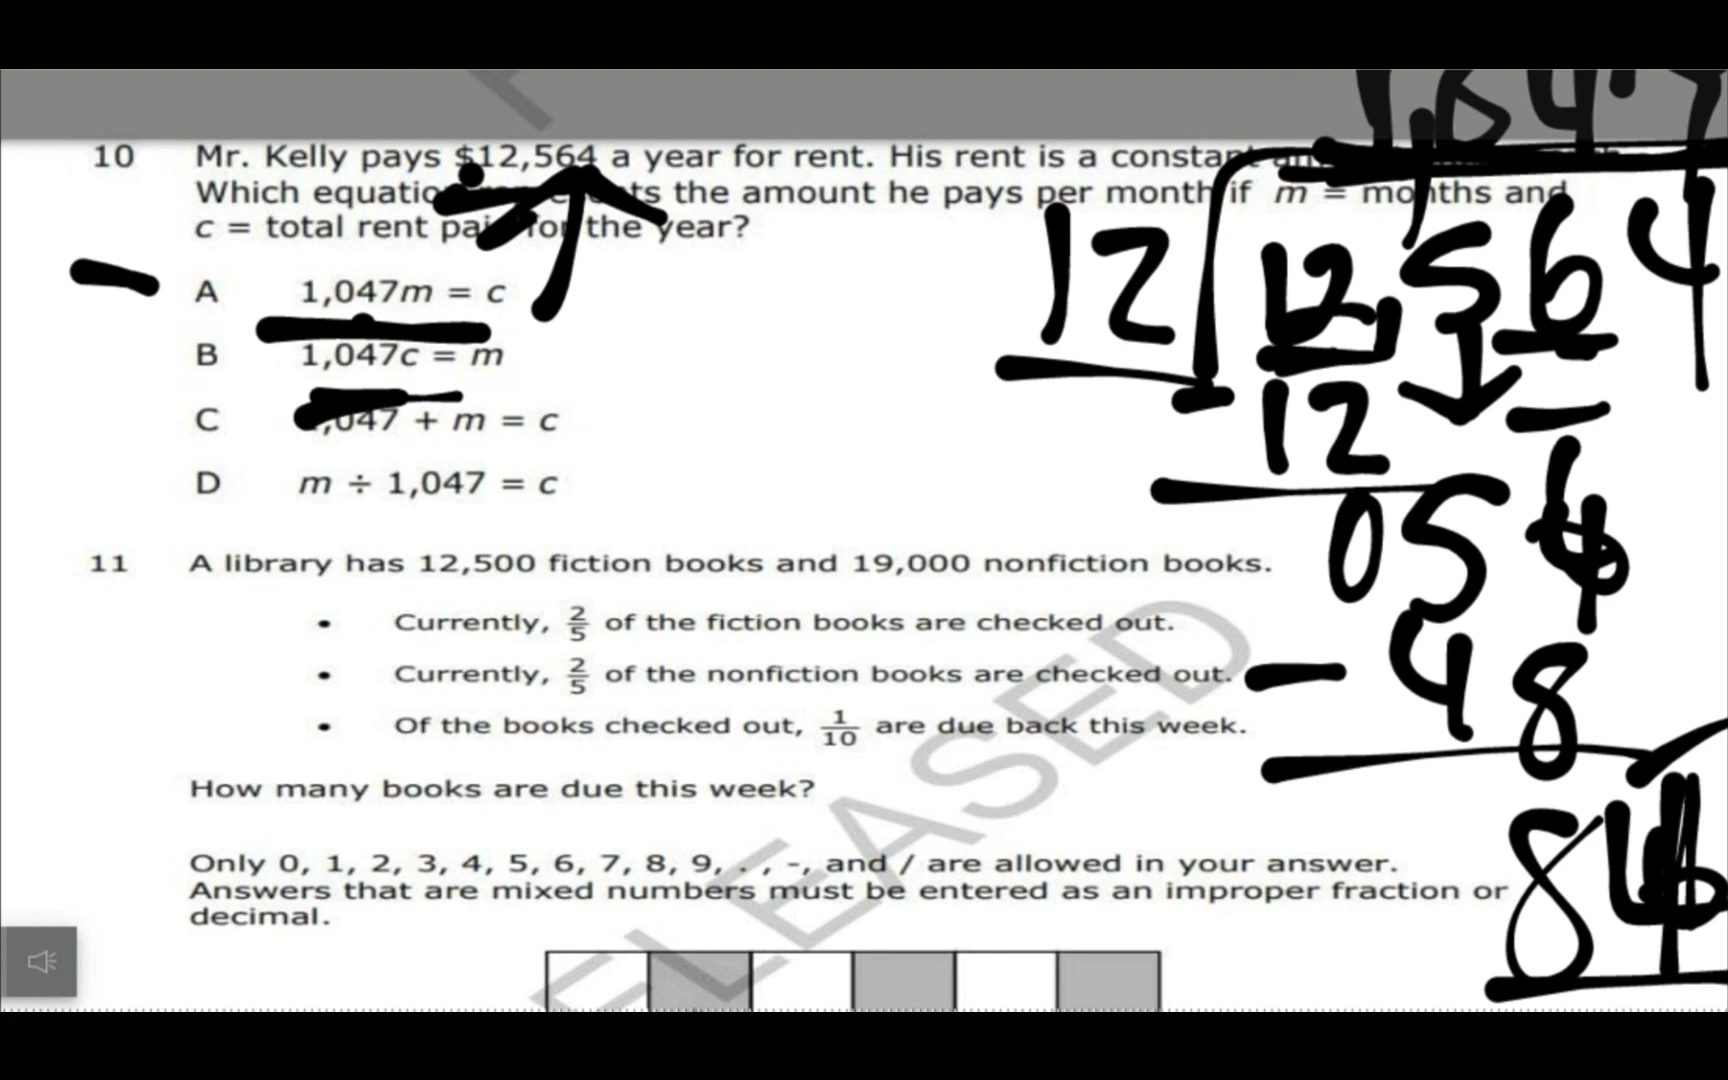 10 Mr. Kelly pays $12,564 a year for rent. His rent is a constant
Which the amount he pays per month if m = months and
c = total rent for the year?
A 1,047m = c
B 1,047c = m
C ,047 + m = c
D m ÷ 1,047 = c
12 12,564
12
05 6
- 48
84
11 A library has 12,500 fiction books and 19,000 nonfiction books.
• Currently, 2/5 of the fiction books are checked out.
• Currently, 2/5 of the nonfiction books are checked out.
• Of the books checked out, 1/10 are due back this week.
How many books are due this week?
Only 0, 1, 2, 3, 4, 5, 6, 7, 8, 9, . , -, and / are allowed in your answer.
Answers that are mixed numbers must be entered as an improper fraction or
decimal.